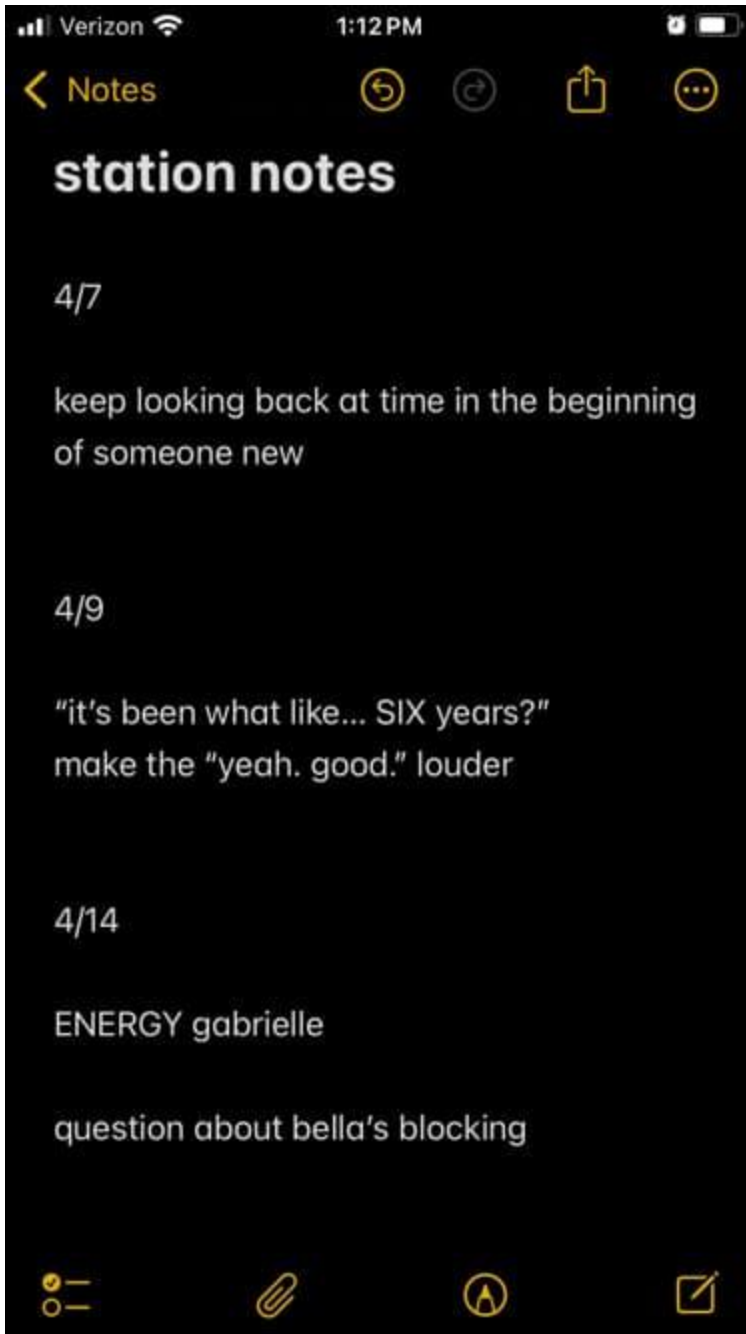 Verizon 1:12 PM
Notes
station notes
4/7
keep looking back at time in the beginning
of someone new
4/9
“it’s been what like... SIX years?”
make the “yeah. good.” louder
4/14
ENERGY gabrielle
question about bella’s blocking